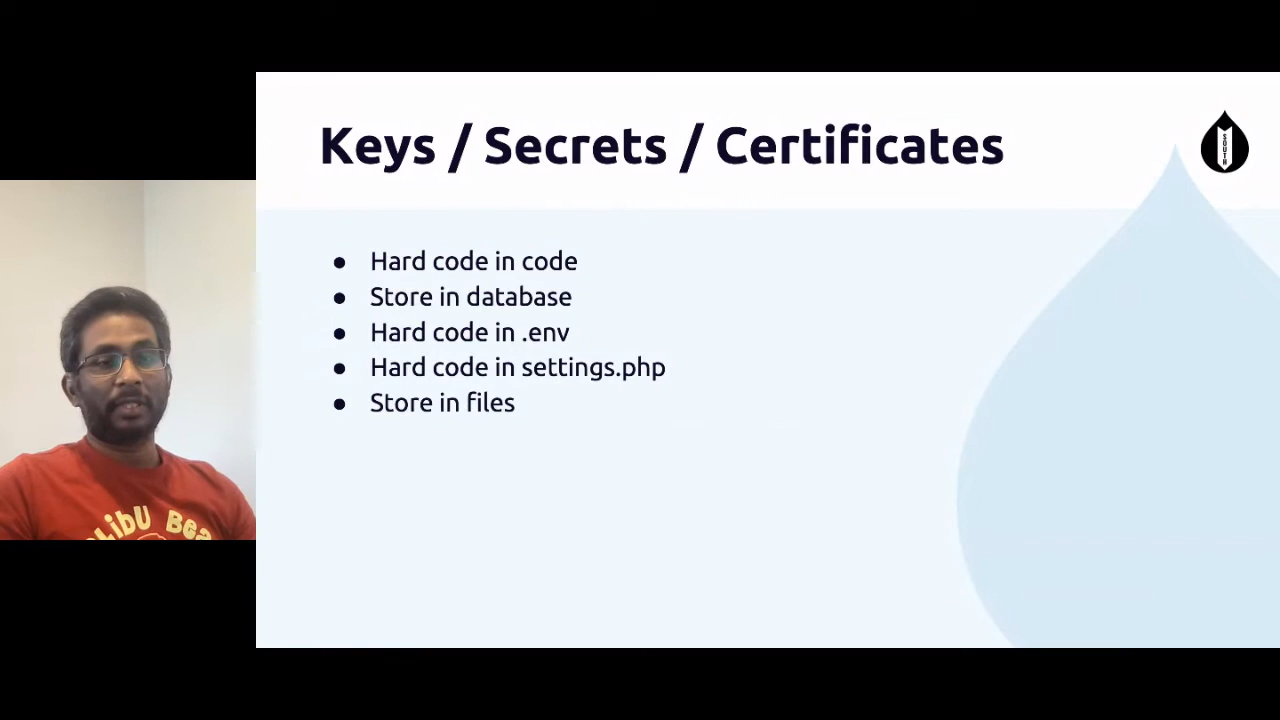 Keys / Secrets / Certificates
SOUTH
● Hard code in code
● Store in database
● Hard code in .env
● Hard code in settings.php
● Store in files